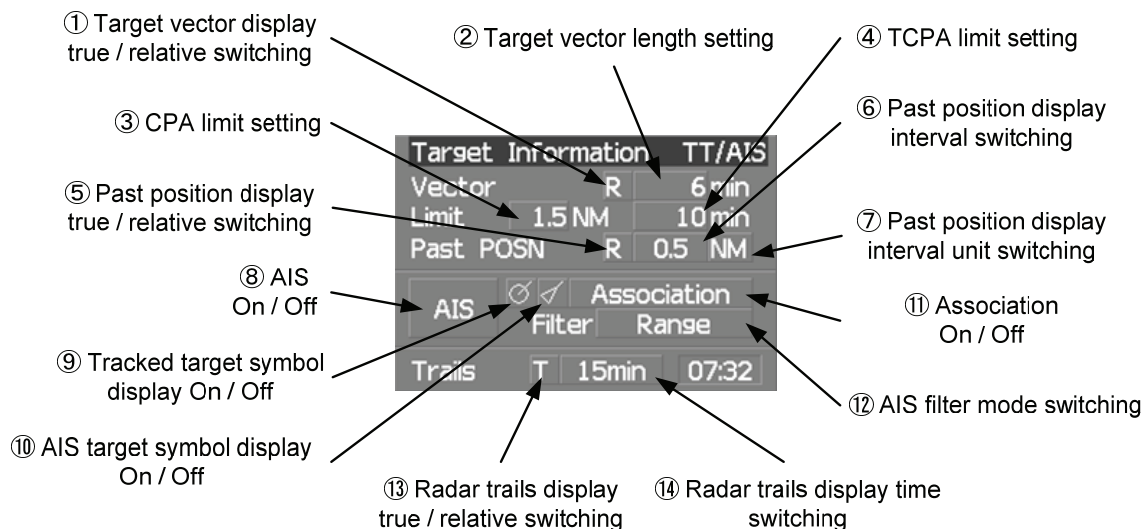 ① Target vector display
true / relative switching
② Target vector length setting
④ TCPA limit setting
③ CPA limit setting
⑥ Past position display
interval switching
⑤ Past position display
true / relative switching
⑦ Past position display
interval unit switching
Target Information TT/AIS
Vector R 6 min
Limit 1.5 NM 10 min
Past POSN R 0.5 NM
⑧ AIS
On / Off
AIS Association
Filter Range
⑪ Association
On / Off
⑨ Tracked target symbol
display On / Off
Trails T 15min 07:32
⑫ AIS filter mode switching
⑩ AIS target symbol display
On / Off
⑬ Radar trails display
true / relative switching
⑭ Radar trails display time
switching